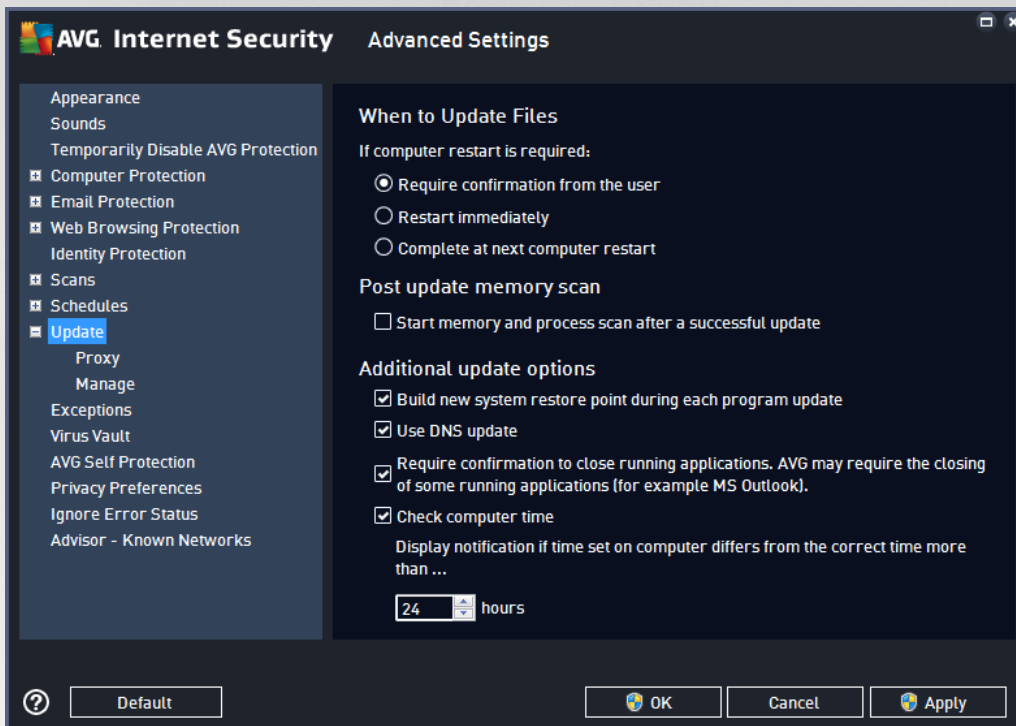 AVG Internet Security Advanced Settings
Appearance
Sounds
Temporarily Disable AVG Protection
Computer Protection
Email Protection
Web Browsing Protection
Identity Protection
Scans
Schedules
Update
Proxy
Manage
Exceptions
Virus Vault
AVG Self Protection
Privacy Preferences
Ignore Error Status
Advisor - Known Networks
When to Update Files
If computer restart is required:
Require confirmation from the user
Restart immediately
Complete at next computer restart
Post update memory scan
Start memory and process scan after a successful update
Additional update options
Build new system restore point during each program update
Use DNS update
Require confirmation to close running applications. AVG may require the closing
of some running applications (for example MS Outlook).
Check computer time
Display notification if time set on computer differs from the correct time more
than ...
24 hours
? Default OK Cancel Apply